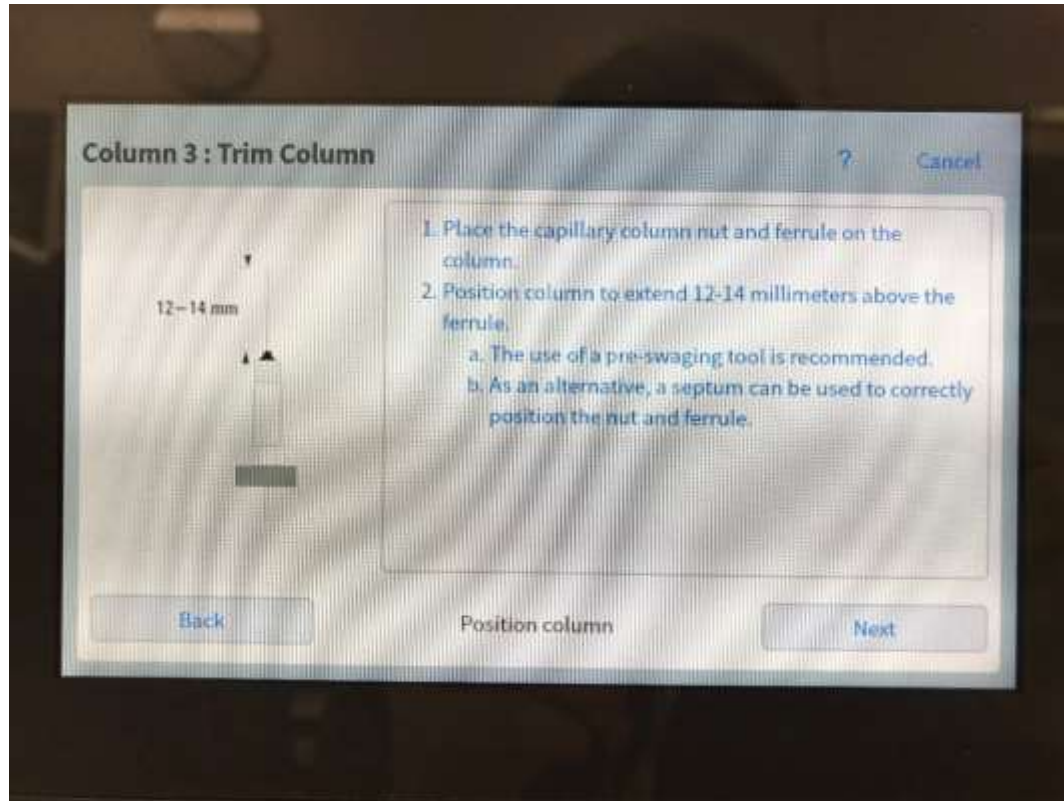 Column 3 : Trim Column
?
Cancel
12–14 mm
1. Place the capillary column nut and ferrule on the
column.
2. Position column to extend 12-14 millimeters above the
ferrule.
a. The use of a pre-swaging tool is recommended.
b. As an alternative, a septum can be used to correctly
position the nut and ferrule.
Back
Position column
Next